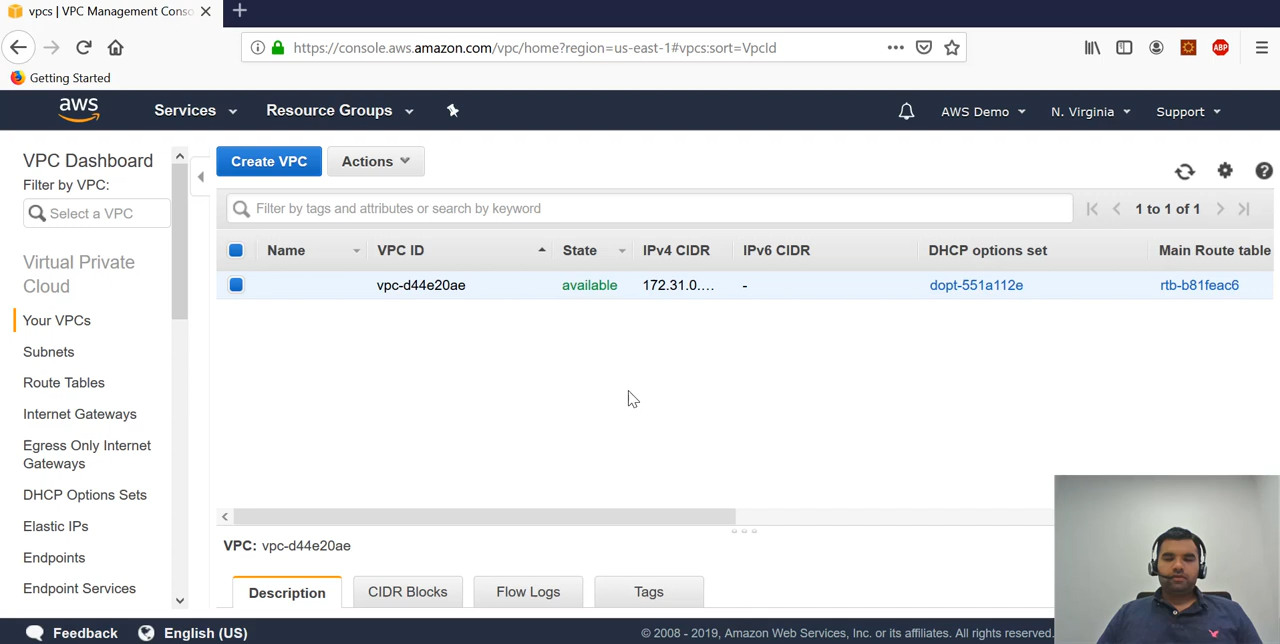 vpcs | VPC Management Conso
https://console.aws.amazon.com/vpc/home?region=us-east-1#vpcs:sort=VpcId
ABP
Getting Started
aws
Services
Resource Groups
AWS Demo
N. Virginia
Support
VPC Dashboard
Filter by VPC:
Select a VPC
Virtual Private
Cloud
Your VPCs
Subnets
Route Tables
Internet Gateways
Egress Only Internet
Gateways
DHCP Options Sets
Elastic IPs
Endpoints
Endpoint Services
Create VPC
Actions
Filter by tags and attributes or search by keyword
1 to 1 of 1
Name VPC ID State IPv4 CIDR IPv6 CIDR DHCP options set Main Route table
vpc-d44e20ae available 172.31.0.... - dopt-551a112e rtb-b81feac6
VPC: vpc-d44e20ae
Description CIDR Blocks Flow Logs Tags
Feedback English (US) © 2008 - 2019, Amazon Web Services, Inc. or its affiliates. All rights reserved.